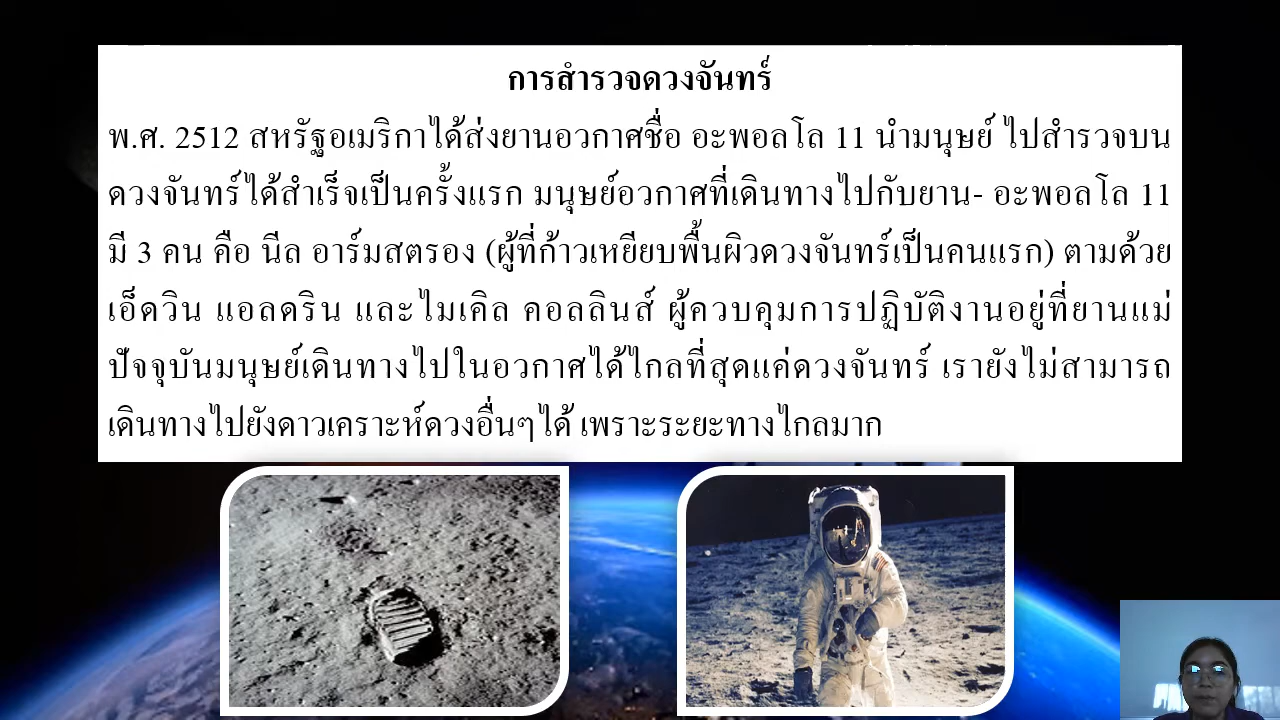 การสำรวจดวงจันทร์
พ.ศ. 2512 สหรัฐอเมริกาได้ส่งยานอวกาศชื่อ อะพอลโล 11 นำมนุษย์ ไปสำรวจบน
ดวงจันทร์ได้สำเร็จเป็นครั้งแรก มนุษย์อวกาศที่เดินทางไปกับยาน- อะพอลโล 11
มี 3 คน คือ นีล อาร์มสตรอง (ผู้ที่ก้าวเหยียบพื้นผิวดวงจันทร์เป็นคนแรก) ตามด้วย
เอ็ดวิน แอลดริน และไมเคิล คอลลินส์ ผู้ควบคุมการปฏิบัติงานอยู่ที่ยานแม่
ปัจจุบันมนุษย์เดินทางไปในอวกาศได้ไกลที่สุดแค่ดวงจันทร์ เรายังไม่สามารถ
เดินทางไปยังดาวเคราะห์ดวงอื่นๆได้ เพราะระยะทางไกลมาก